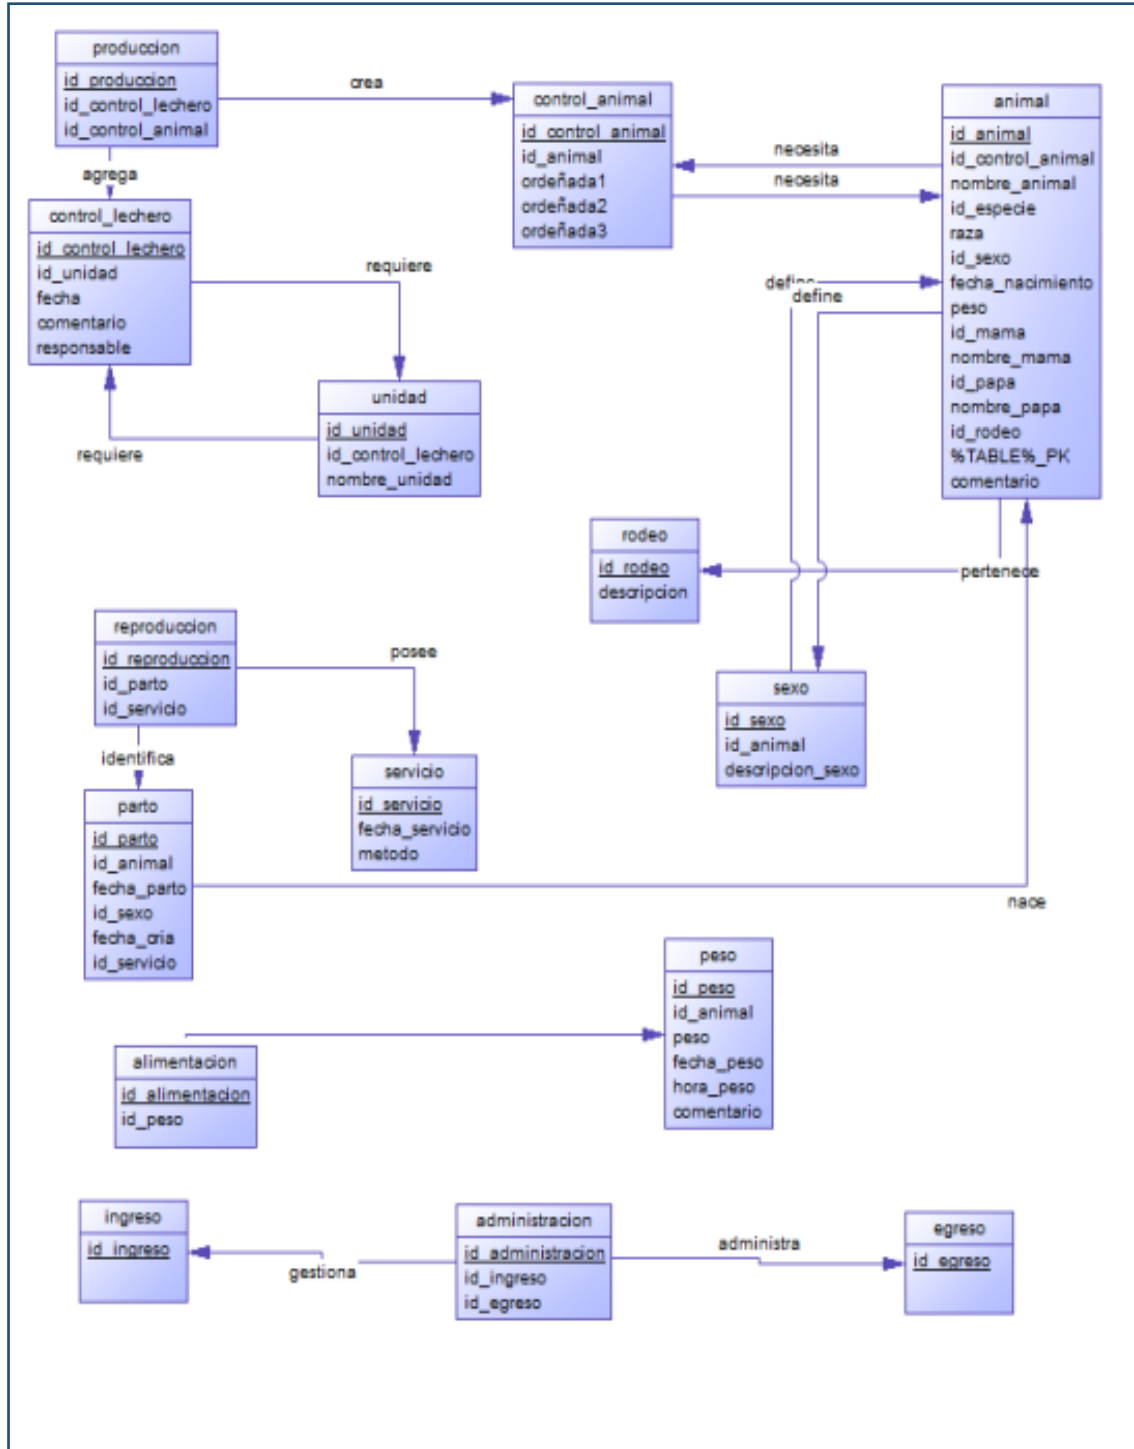 produccion
id_produccion
id_control_lechero
id_control_animal
crea
control_animal
id_control_animal
id_animal
ordeñada1
ordeñada2
ordeñada3
animal
id_animal
id_control_animal
nombre_animal
id_especie
raza
id_sexo
fecha_nacimiento
peso
id_mama
nombre_mama
id_papa
nombre_papa
id_rodeo
%TABLE%_PK
comentario
necesita
necesita
agrega
control_lechero
id_control_lechero
id_unidad
fecha
comentario
responsable
requiere
define
define
unidad
id_unidad
id_control_lechero
nombre_unidad
requiere
rodeo
id_rodeo
descripcion
pertenece
reproduccion
id_reproduccion
id_parto
id_servicio
posee
sexo
id_sexo
id_animal
descripcion_sexo
identifica
servicio
id_servicio
fecha_servicio
metodo
parto
id_parto
id_animal
fecha_parto
id_sexo
fecha_cria
id_servicio
nace
peso
id_peso
id_animal
peso
fecha_peso
hora_peso
comentario
alimentacion
id_alimentacion
id_peso
ingreso
id_ingreso
gestiona
administracion
id_administracion
id_ingreso
id_egreso
administra
egreso
id_egreso